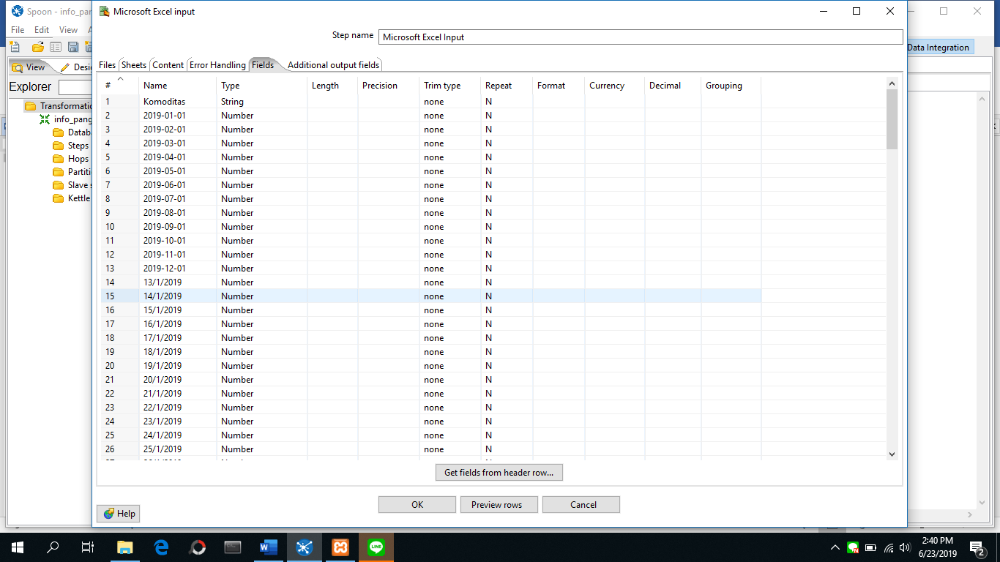 Spoon - info_pan
Microsoft Excel input
File Edit View
Step name Microsoft Excel Input
Data Integration
View Desi
Files Sheets Content Error Handling Fields Additional output fields
Explorer
# Name Type Length Precision Trim type Repeat Format Currency Decimal Grouping
Transformatio
info_pang
Datab
Steps
Hops
Partiti
Slave s
Kettle
1 Komoditas String none N
2 2019-01-01 Number none N
3 2019-02-01 Number none N
4 2019-03-01 Number none N
5 2019-04-01 Number none N
6 2019-05-01 Number none N
7 2019-06-01 Number none N
8 2019-07-01 Number none N
9 2019-08-01 Number none N
10 2019-09-01 Number none N
11 2019-10-01 Number none N
12 2019-11-01 Number none N
13 2019-12-01 Number none N
14 13/1/2019 Number none N
15 14/1/2019 Number none N
16 15/1/2019 Number none N
17 16/1/2019 Number none N
18 17/1/2019 Number none N
19 18/1/2019 Number none N
20 19/1/2019 Number none N
21 20/1/2019 Number none N
22 21/1/2019 Number none N
23 22/1/2019 Number none N
24 23/1/2019 Number none N
25 24/1/2019 Number none N
26 25/1/2019 Number none N
Get fields from header row...
OK Preview rows Cancel
Help
LINE
2:40 PM
6/23/2019
2